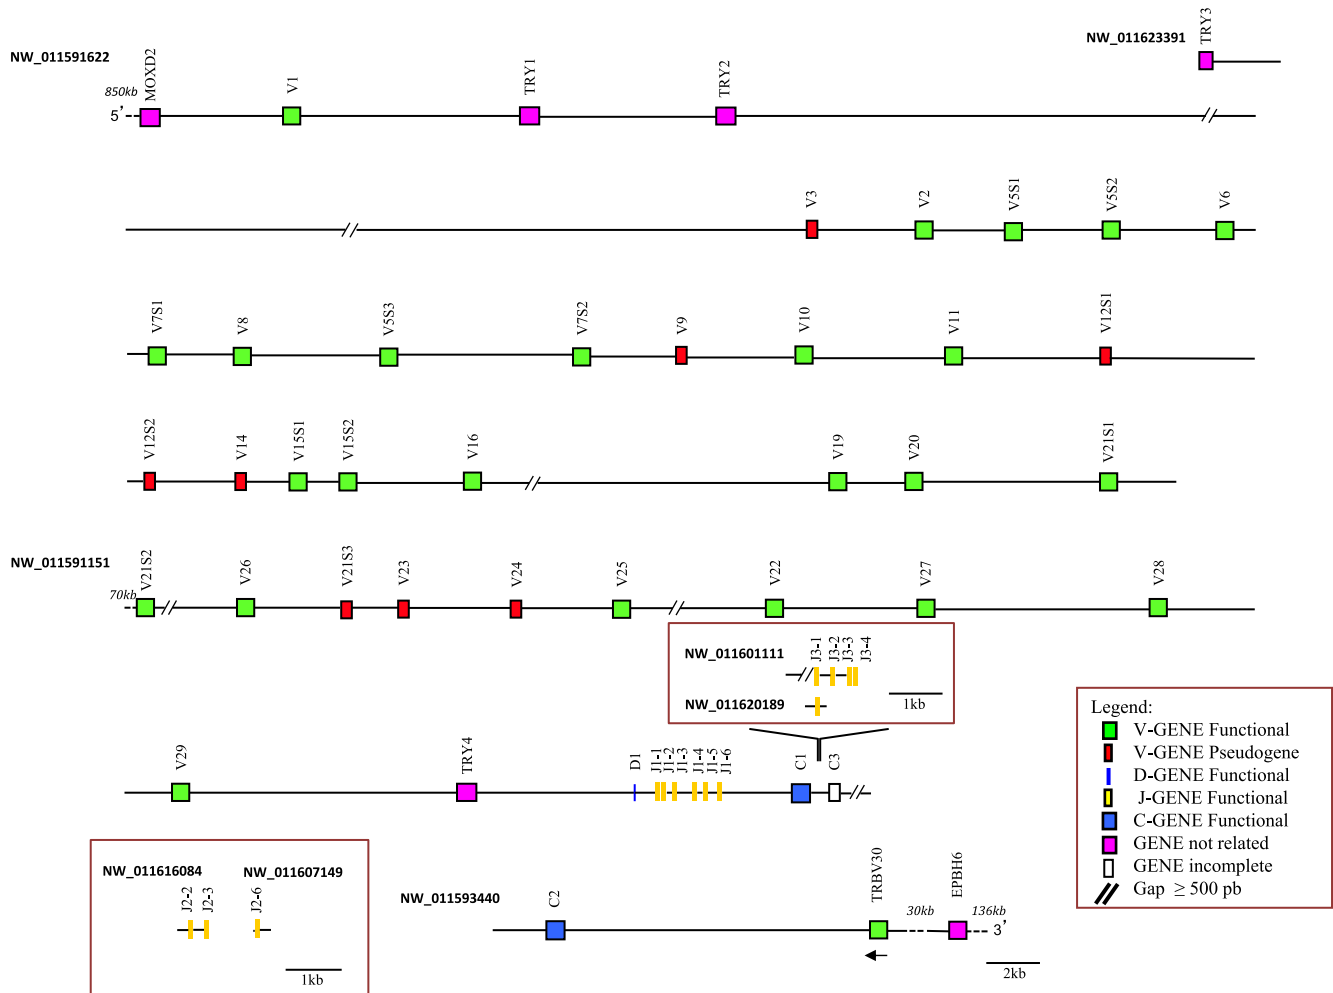 NW_011591622
NW_011623391
TRY3
850kb
5'
MOXD2
V1
TRY1
TRY2
V3
V2
V5S1
V5S2
V6
V7S1
V8
V5S3
V7S2
V9
V10
V11
V12S1
V12S2
V14
V15S1
V15S2
V16
V19
V20
V21S1
NW_011591151
70kb
V21S2
V26
V21S3
V23
V24
V25
V22
V27
V28
NW_011601111
J3-1
J3-2
J3-3
J3-4
NW_011620189
1kb
V29
TRY4
D1
J1-1
J1-2
J1-3
J1-4
J1-5
J1-6
C1
C3
Legend:
V-GENE Functional
V-GENE Pseudogene
D-GENE Functional
J-GENE Functional
C-GENE Functional
GENE not related
GENE incomplete
Gap ≥ 500 pb
NW_011616084
NW_011607149
J2-2
J2-3
J2-6
1kb
NW_011593440
C2
TRBV30
30kb
EPBH6
136kb
3'
2kb